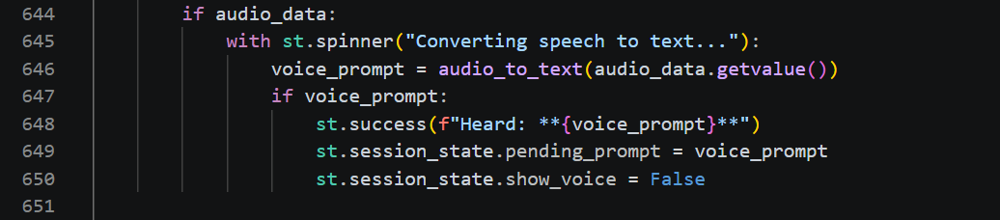 644 if audio_data:
645 with st.spinner("Converting speech to text..."):
646 voice_prompt = audio_to_text(audio_data.getvalue())
647 if voice_prompt:
648 st.success(f"Heard: **{voice_prompt}**")
649 st.session_state.pending_prompt = voice_prompt
650 st.session_state.show_voice = False
651